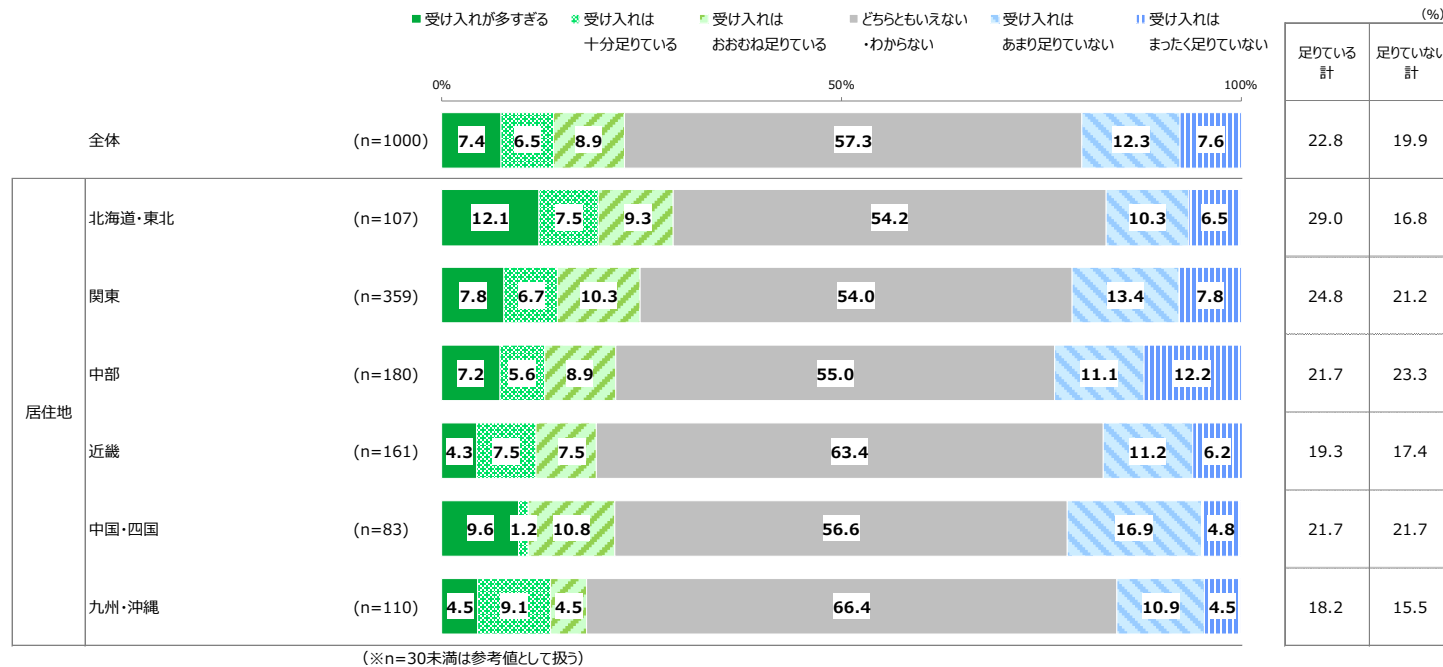 (%)
受け入れが多すぎる 受け入れは 受け入れは どちらともいえない 受け入れは 受け入れは
十分足りている おおむね足りている ・わからない あまり足りていない まったく足りていない
足りている 足りていない
計 計
0% 50% 100%
全体 (n=1000) 7.4 6.5 8.9 57.3 12.3 7.6 22.8 19.9
北海道・東北 (n=107) 12.1 7.5 9.3 54.2 10.3 6.5 29.0 16.8
関東 (n=359) 7.8 6.7 10.3 54.0 13.4 7.8 24.8 21.2
中部 (n=180) 7.2 5.6 8.9 55.0 11.1 12.2 21.7 23.3
居住地
近畿 (n=161) 4.3 7.5 7.5 63.4 11.2 6.2 19.3 17.4
中国・四国 (n=83) 9.6 1.2 10.8 56.6 16.9 4.8 21.7 21.7
九州・沖縄 (n=110) 4.5 9.1 4.5 66.4 10.9 4.5 18.2 15.5
(※n=30未満は参考値として扱う)